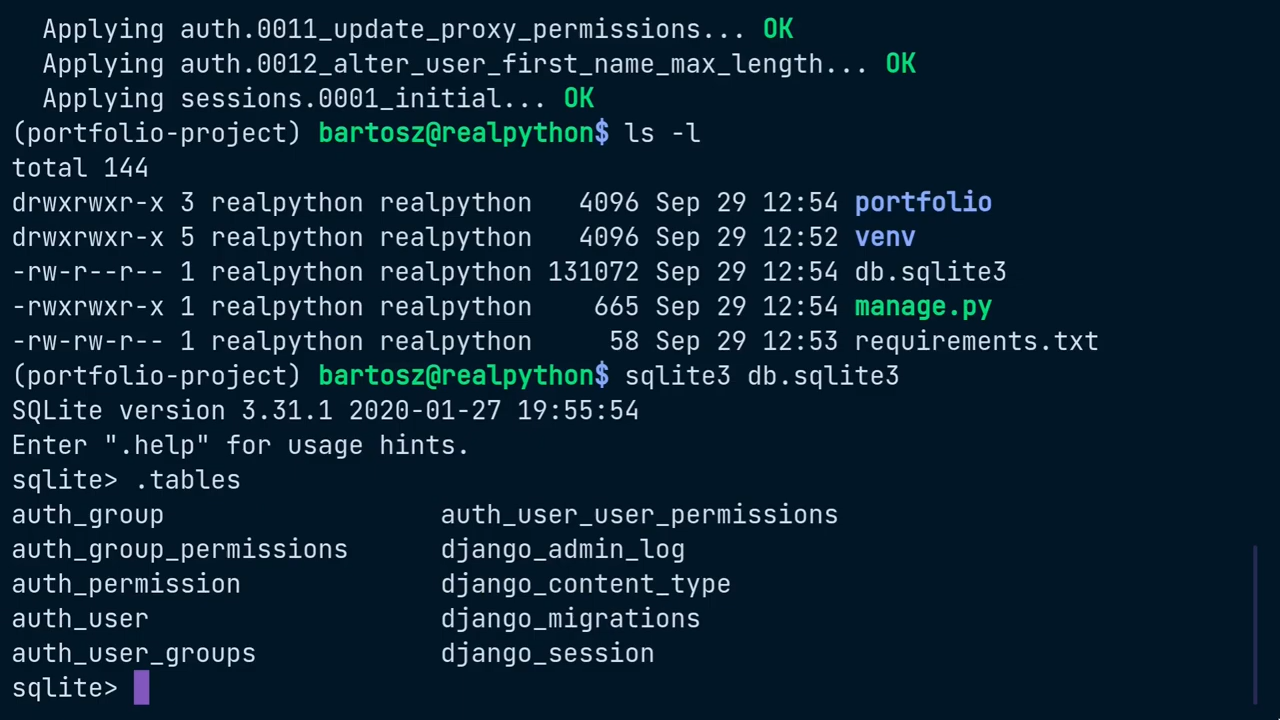 Applying auth.0011_update_proxy_permissions... OK
  Applying auth.0012_alter_user_first_name_max_length... OK
  Applying sessions.0001_initial... OK
(portfolio-project) bartosz@realpython$ ls -l
total 144
drwxrwxr-x 3 realpython realpython   4096 Sep 29 12:54 portfolio
drwxrwxr-x 5 realpython realpython   4096 Sep 29 12:52 venv
-rw-r--r-- 1 realpython realpython 131072 Sep 29 12:54 db.sqlite3
-rwxrwxr-x 1 realpython realpython    665 Sep 29 12:54 manage.py
-rw-rw-r-- 1 realpython realpython     58 Sep 29 12:53 requirements.txt
(portfolio-project) bartosz@realpython$ sqlite3 db.sqlite3
SQLite version 3.31.1 2020-01-27 19:55:54
Enter ".help" for usage hints.
sqlite> .tables
auth_group                  auth_user_user_permissions
auth_group_permissions      django_admin_log
auth_permission             django_content_type
auth_user                   django_migrations
auth_user_groups            django_session
sqlite>